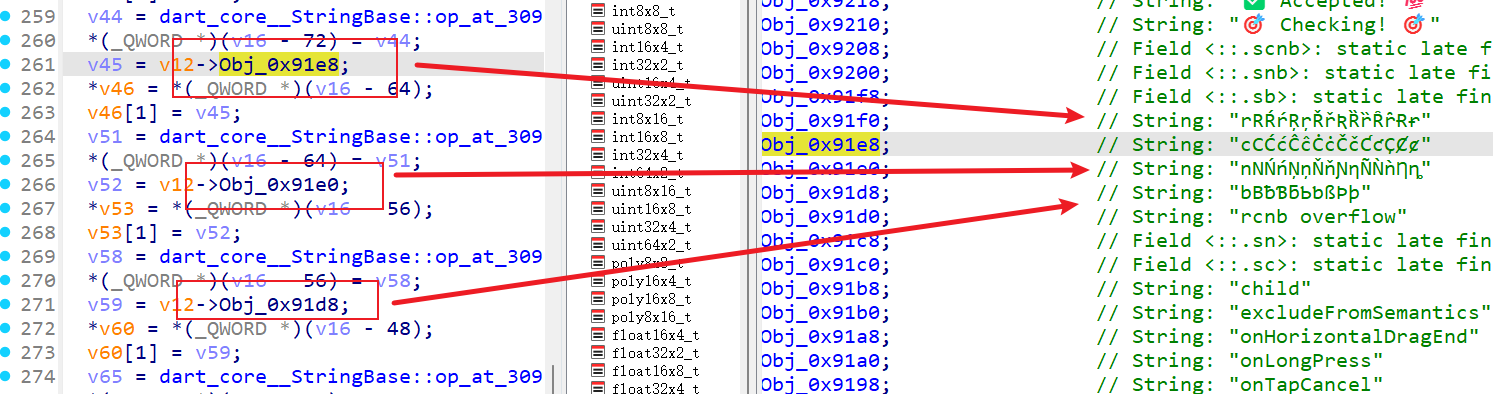 259 v44 = dart_core__StringBase::op_at_309
260 *(_QWORD *)(v16 - 72) = v44;
261 v45 = v12->Obj_0x91e8;
262 *v46 = *(_QWORD *)(v16 - 64);
263 v46[1] = v45;
264 v51 = dart_core__StringBase::op_at_309
265 *(_QWORD *)(v16 - 64) = v51;
266 v52 = v12->Obj_0x91e0;
267 *v53 = *(_QWORD *)(v16 - 56);
268 v53[1] = v52;
269 v58 = dart_core__StringBase::op_at_309
270 *(_QWORD *)(v16 - 56) = v58;
271 v59 = v12->Obj_0x91d8;
272 *v60 = *(_QWORD *)(v16 - 48);
273 v60[1] = v59;
274 v65 = dart_core__StringBase::op_at_309
int8x8_t
uint8x8_t
int16x4_t
int32x2_t
uint16x4_t
uint32x2_t
int8x16_t
int16x8_t
int32x4_t
int64x2_t
uint8x16_t
uint16x8_t
uint32x4_t
uint64x2_t
poly8x8_t
poly16x4_t
poly16x8_t
poly8x16_t
float16x4_t
float32x2_t
float16x8_t
float32x4_t
Obj_0x9218 // String: "✅ Accepted! 💯
Obj_0x9210; // String: "🎯 Checking! 🎯"
Obj_0x9208; // Field <::.scnb>: static late f
Obj_0x9200; // Field <::.snb>: static late fin
Obj_0x91f8; // Field <::.sb>: static late fin
Obj_0x91f0; // String: "rRŔŕŖŗŘřƦȐȑȒȓɌɍ"
Obj_0x91e8; // String: "cCĆćĈĉĊċČčƇƈÇȻȼ"
Obj_0x91e0; // String: "nNŃńŅņŇňƝƞÑǸǹȠȵ"
Obj_0x91d8; // String: "bBƀƁƃƄƅßÞþ"
Obj_0x91d0; // String: "rcnb overflow"
Obj_0x91c8; // Field <::.sn>: static late fin
Obj_0x91c0; // Field <::.sc>: static late fin
Obj_0x91b8; // String: "child"
Obj_0x91b0; // String: "excludeFromSemantics"
Obj_0x91a8; // String: "onHorizontalDragEnd"
Obj_0x91a0; // String: "onLongPress"
Obj_0x9198; // String: "onTapCancel"